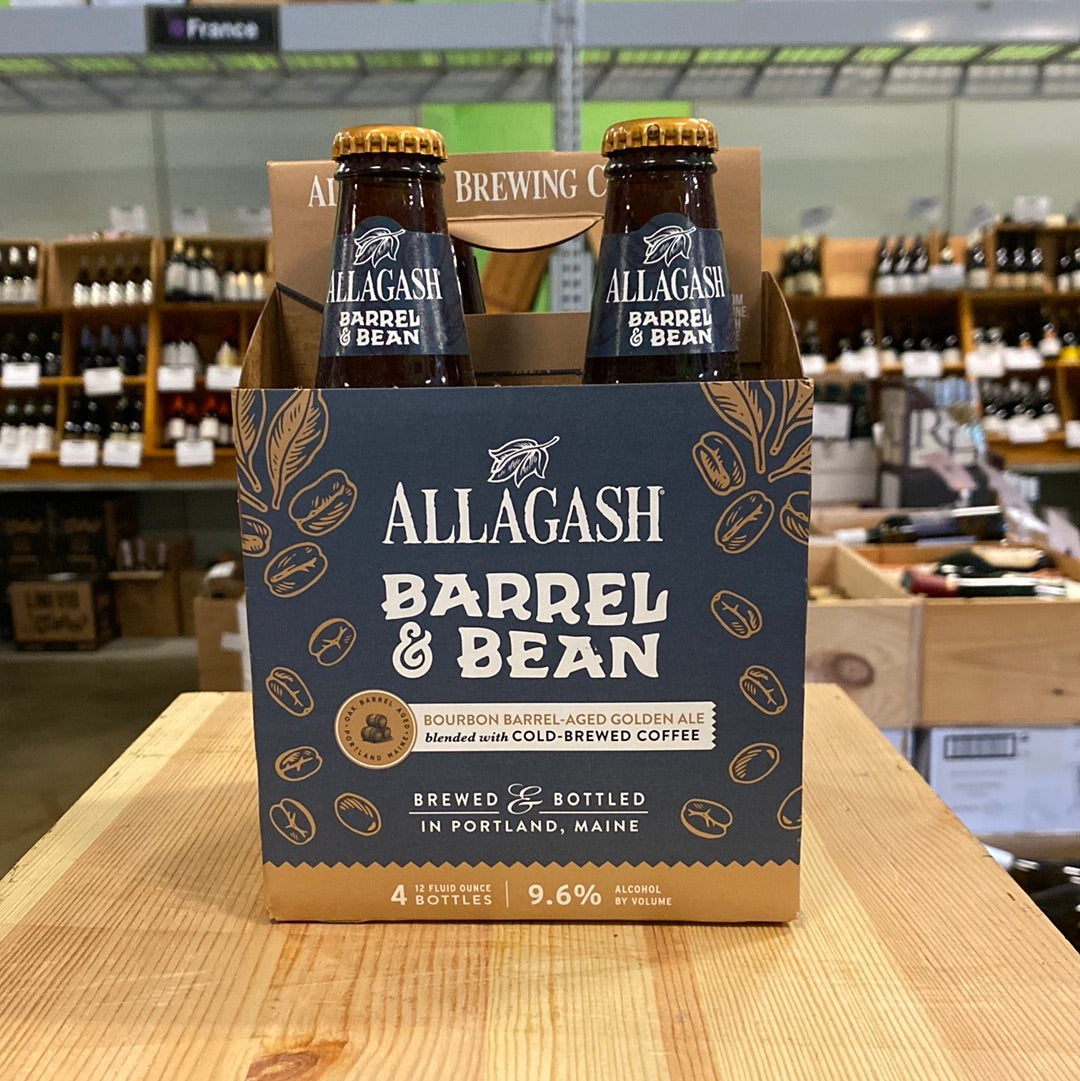 France
BREWING C
ALLAGASH
BARREL
& BEAN
ALLAGASH
BARREL
& BEAN
ALLAGASH®
BARREL
& BEAN
OAK BARREL AGED
PORTLAND MAINE
BOURBON BARREL-AGED GOLDEN ALE
blended with COLD-BREWED COFFEE
BREWED & BOTTLED
IN PORTLAND, MAINE
4 12 FLUID OUNCE BOTTLES
9.6% ALCOHOL BY VOLUME